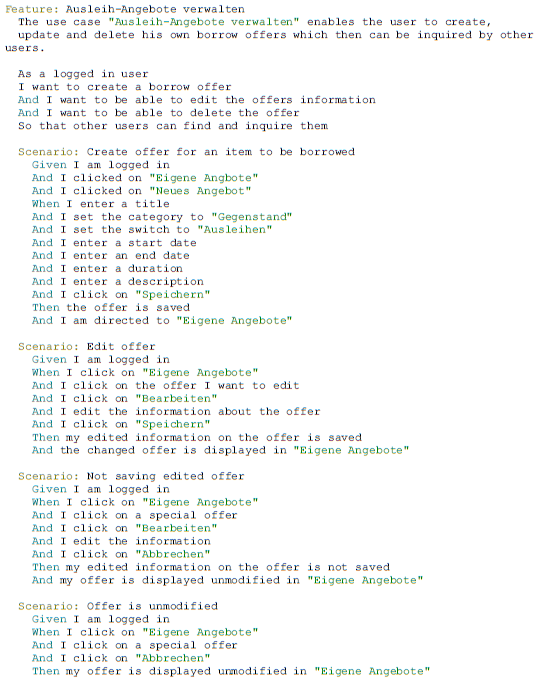 Feature: Ausleih-Angebote verwalten
The use case "Ausleih-Angebote verwalten" enables the user to create,
update and delete his own borrow offers which then can be inquired by other
users.
As a logged in user
I want to create a borrow offer
And I want to be able to edit the offers information
And I want to be able to delete the offer
So that other users can find and inquire them
Scenario: Create offer for an item to be borrowed
Given I am logged in
And I clicked on "Eigene Angbote"
And I clicked on "Neues Angebot"
When I enter a title
And I set the category to "Gegenstand"
And I set the switch to "Ausleihen"
And I enter a start date
And I enter an end date
And I enter a duration
And I enter a description
And I click on "Speichern"
Then the offer is saved
And I am directed to "Eigene Angebote"
Scenario: Edit offer
Given I am logged in
When I click on "Eigene Angebote"
And I click on the offer I want to edit
And I click on "Bearbeiten"
And I edit the information about the offer
And I click on "Speichern"
Then my edited information on the offer is saved
And the changed offer is displayed in "Eigene Angebote"
Scenario: Not saving edited offer
Given I am logged in
When I click on "Eigene Angebote"
And I click on a special offer
And I click on "Bearbeiten"
And I edit the information
And I click on "Abbrechen"
Then my edited information on the offer is not saved
And my offer is displayed unmodified in "Eigene Angebote"
Scenario: Offer is unmodified
Given I am logged in
When I click on "Eigene Angebote"
And I click on a special offer
And I click on "Abbrechen"
Then my offer is displayed unmodified in "Eigene Angebote"